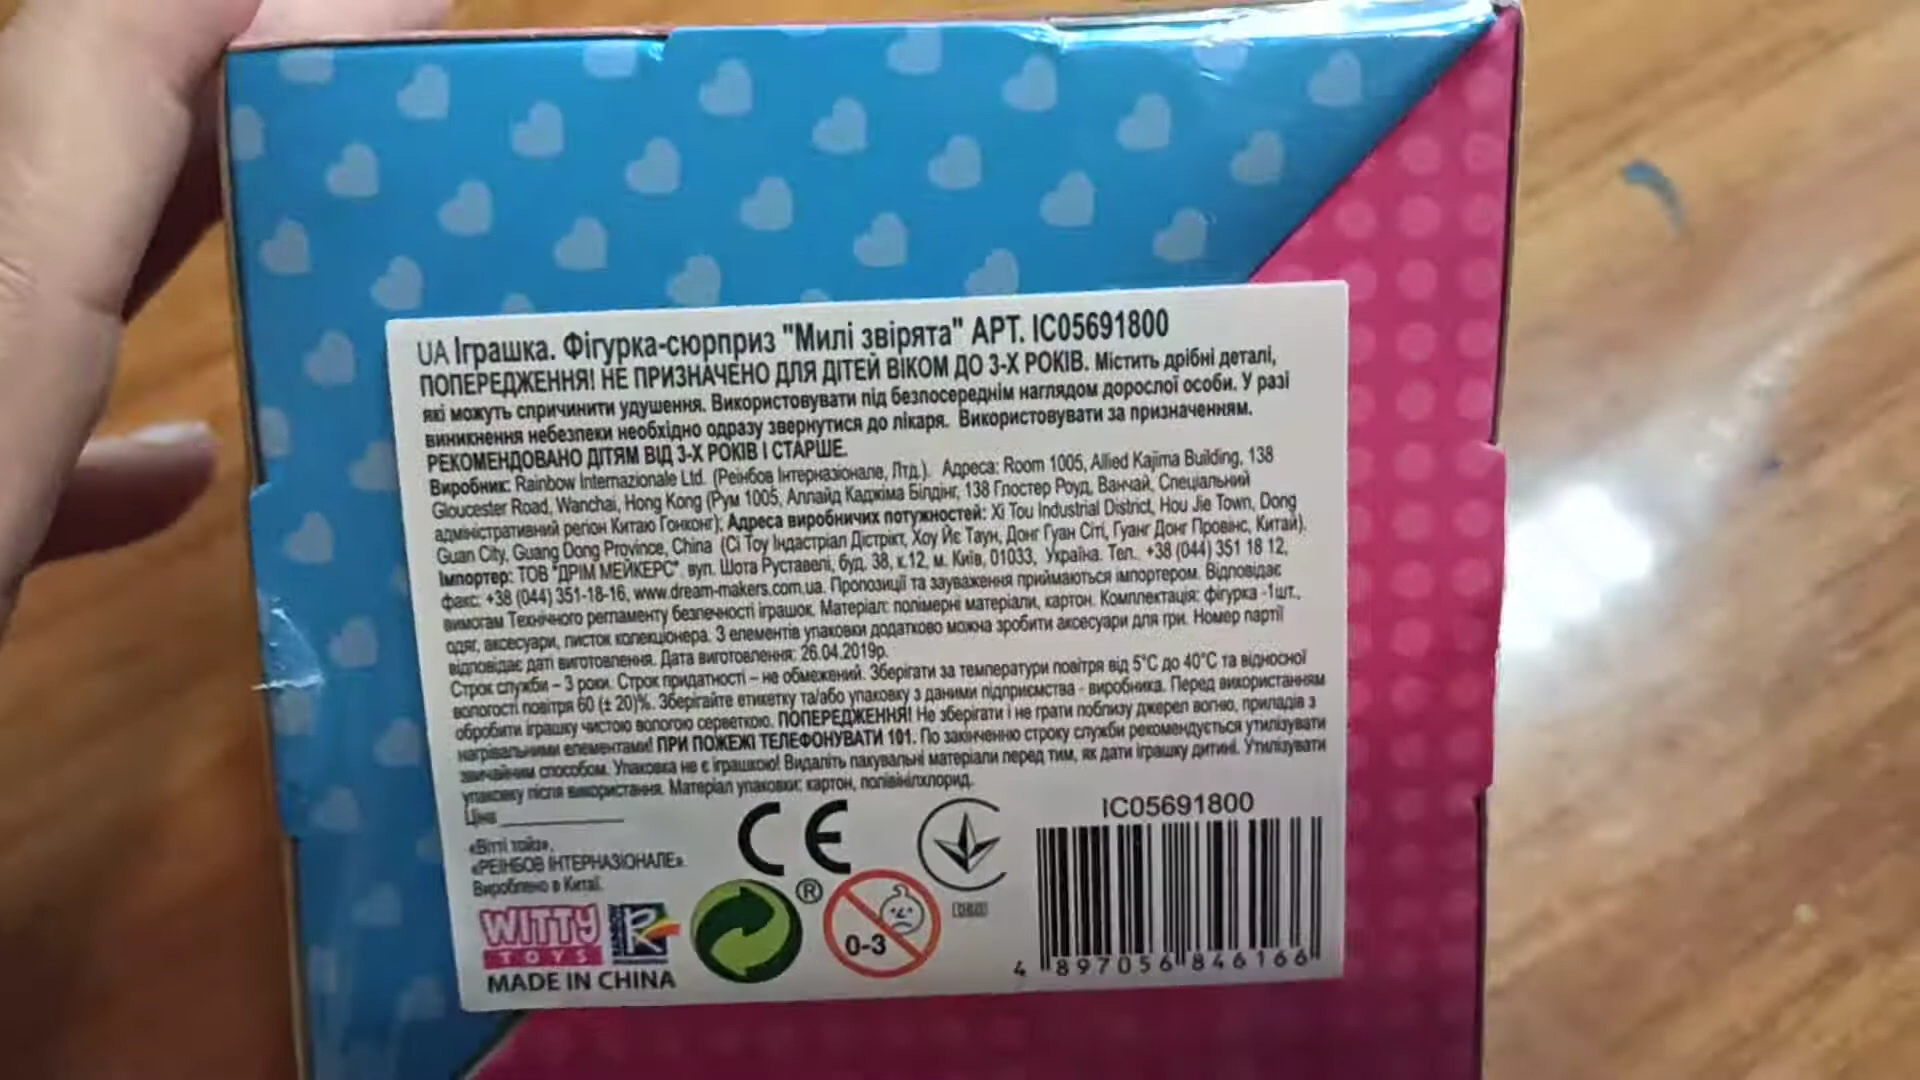 UA Іграшка. Фігурка-сюрприз "Милі звірята" АРТ. IC05691800
ПОПЕРЕДЖЕННЯ! НЕ ПРИЗНАЧЕНО ДЛЯ ДІТЕЙ ВІКОМ ДО 3-Х РОКІВ. Містить дрібні деталі,
які можуть спричинити удушення. Використовувати під безпосереднім наглядом дорослої особи. У разі
виникнення небезпеки необхідно одразу звернутися до лікаря. Використовувати за призначенням.
РЕКОМЕНДОВАНО ДІТЯМ ВІД 3-Х РОКІВ І СТАРШЕ.
Виробник: Rainbow Internazionale Ltd. (Реінбов Інтерназіонале, Лтд.). Адреса: Room 1005, Allied Kajima Building, 138
Gloucester Road, Wanchai, Hong Kong (Рум 1005, Аллайд Каджіма Білдінг, 138 Глостер Роуд, Ванчай, Спеціальний
адміністративний регіон Китаю Гонконг). Адреса виробничих потужностей: Xi Tou Industrial District, Hou Jie Town, Dong
Guan City, Guang Dong Province, China (Сі Тоу Індастріал Дістрікт, Хоу Йє Таун, Донг Гуан Сіті, Гуанг Донг Провінс, Китай).
Імпортер: ТОВ "ДРІМ МЕЙКЕРС" вул. Шота Руставелі, буд. 38, к.12, м. Київ, 01033, Україна. Тел. +38 (044) 351 18 12,
факс: +38 (044) 351-18-16, www.dream-makers.com.ua. Пропозиції та зауваження приймаються імпортером. Відповідає
вимогам Технічного регламенту безпечності іграшок. Матеріал: полімерні матеріали, картон. Комплектація: фігурка -1шт.,
одяг, аксесуари, листок колекціонера. З елементів упаковки додатково можна зробити аксесуари для гри. Номер партії
відповідає даті виготовлення. Дата виготовлення: 26.04.2019р.
Строк служби – 3 роки. Строк придатності – не обмежений. Зберігати за температури повітря від 5°C до 40°C та відносної
вологості повітря 60 (± 20)%. Зберігайте етикетку та/або упаковку з даними підприємства - виробника. Перед використанням
обробити іграшку чистою вологою серветкою. ПОПЕРЕДЖЕННЯ! Не зберігати і не грати поблизу джерел вогню, приладів з
нагрівальними елементами! ПРИ ПОЖЕЖІ ТЕЛЕФОНУВАТИ 101. По закінченню строку служби рекомендується утилізувати
звичайним способом. Упаковка не є іграшкою! Видаліть пакувальні матеріали перед тим, як дати іграшку дитині. Утилізувати
упаковку після використання. Матеріал упаковки: картон, полівінілхлорид.
Ціна
«Вітті тойз»,
«РЕІНБОВ ІНТЕРНАЗІОНАЛЕ».
Вироблено в Китаї.
WITTY
TOYS
MADE IN CHINA
CE
®
0-3
IC05691800
4 897056 846166